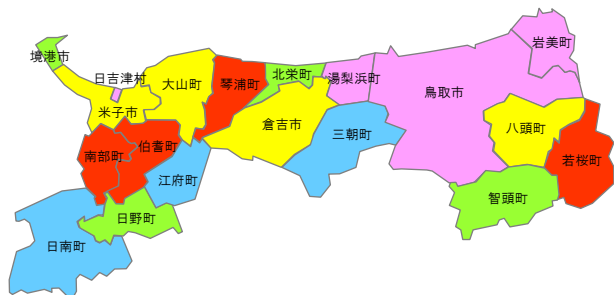 境港市
日吉津村
米子市
大山町
琴浦町
北栄町
湯梨浜町
岩美町
鳥取市
倉吉市
三朝町
八頭町
若桜町
智頭町
南部町
伯耆町
江府町
日野町
日南町